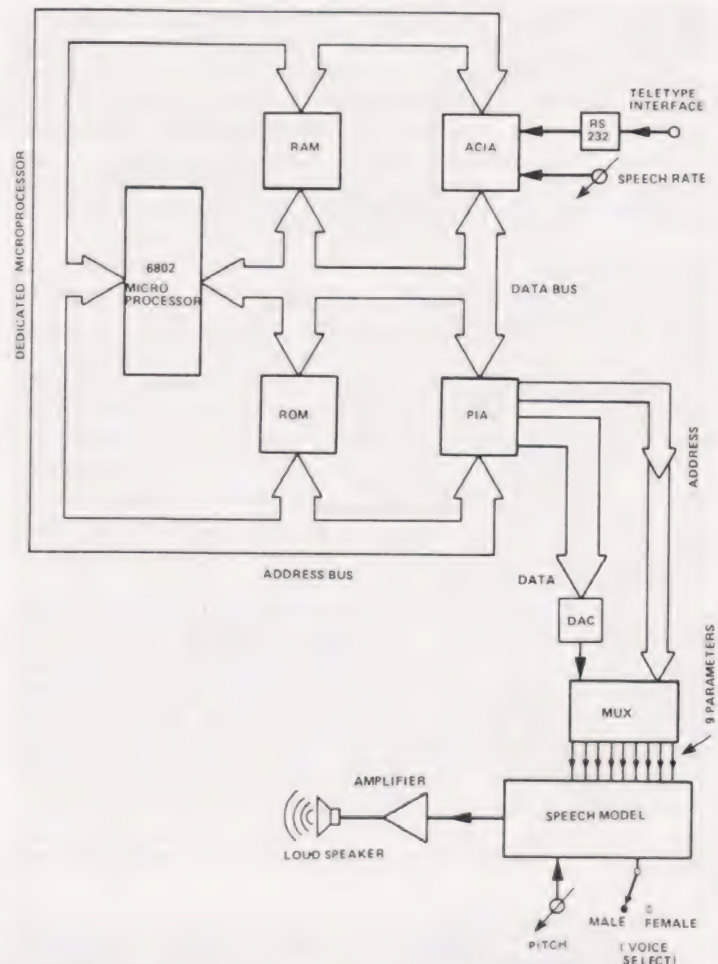 TELETYPE
INTERFACE
RS
232
RAM
ACIA
SPEECH RATE
DEDICATED MICROPROCESSOR
6802
MICRO
PROCESSOR
DATA BUS
ROM
PIA
ADDRESS
ADDRESS BUS
DATA
DAC
9 PARAMETERS
MUX
AMPLIFIER
SPEECH MODEL
LOUD SPEAKER
MALE
FEMALE
PITCH
(VOICE
SELECT)